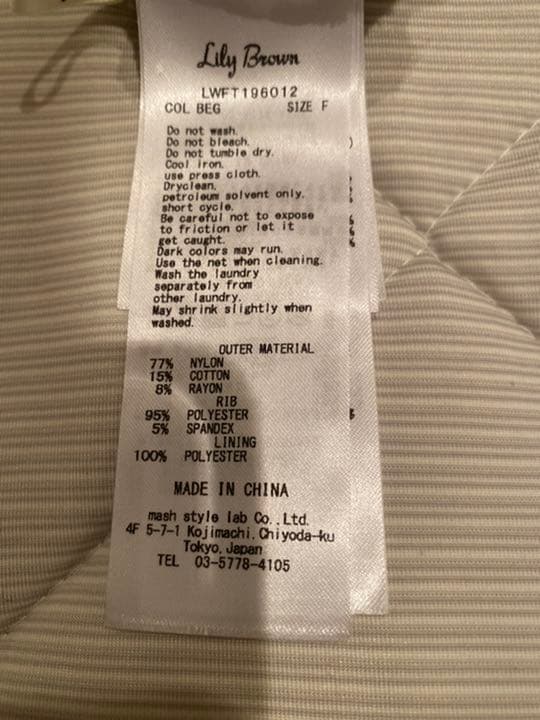 Lily Brown
LWFT196012
COL BEG SIZE F
Do not wash.
Do not bleach.
Do not tumble dry.
Cool iron.
use press cloth.
Dryclean.
petroleum solvent only.
short cycle.
Be careful not to expose
to friction or let it
get caught.
Dark colors may run.
Use the net when cleaning.
Wash the laundry
separately from
other laundry.
May shrink slightly when
washed.
OUTER MATERIAL
77% NYLON
15% COTTON
8% RAYON
RIB
95% POLYESTER
5% SPANDEX
LINING
100% POLYESTER
MADE IN CHINA
mash style lab Co.,Ltd.
4F 5-7-1 Kojimachi,Chiyoda-ku
Tokyo,Japan
TEL 03-5778-4105